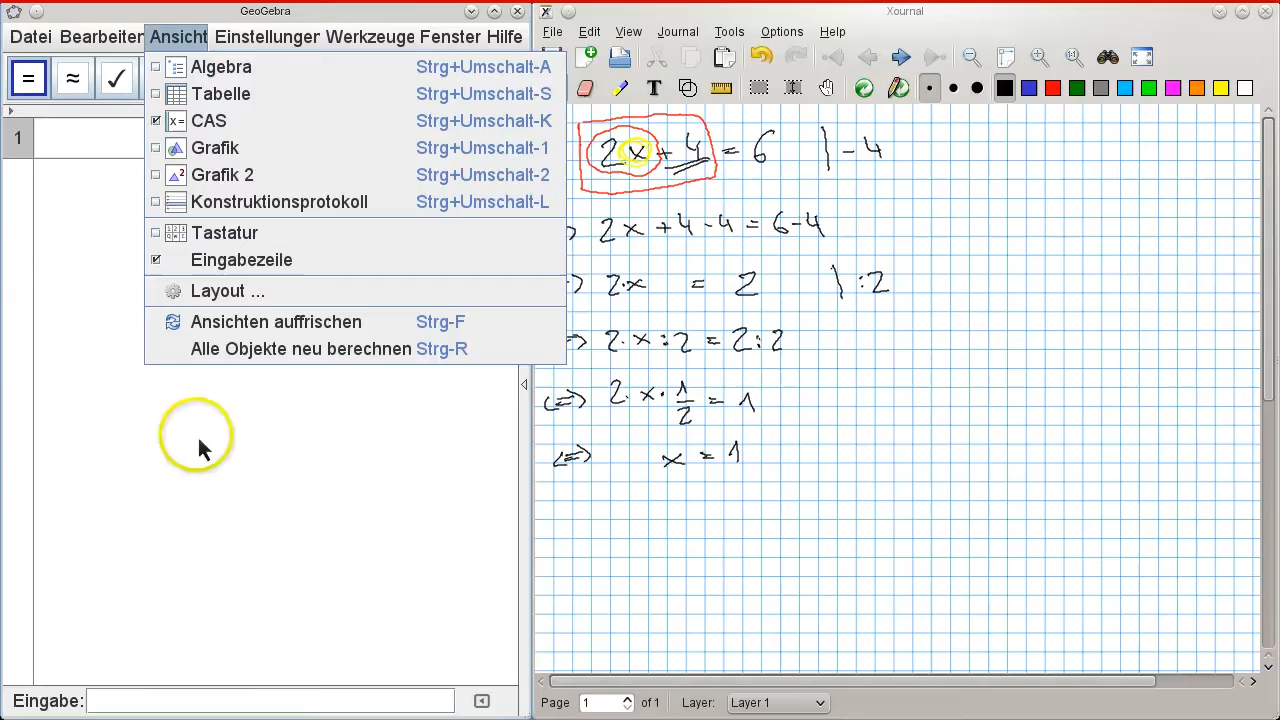 GeoGebra
Datei Bearbeiten Ansicht Einstellungen Werkzeuge Fenster Hilfe
= ≈ ✓
Algebra Strg+Umschalt-A
Tabelle Strg+Umschalt-S
CAS Strg+Umschalt-K
Grafik Strg+Umschalt-1
Grafik 2 Strg+Umschalt-2
Konstruktionsprotokoll Strg+Umschalt-L
Tastatur
Eingabezeile
Layout ...
Ansichten auffrischen Strg-F
Alle Objekte neu berechnen Strg-R
1
Eingabe:
Xournal
File Edit View Journal Tools Options Help
2x + 4 = 6 | -4
2x + 4 - 4 = 6 - 4
2·x = 2 | :2
2·x:2 = 2:2
⇔ 2·x·1/2 = 1
⇔ x = 1
Page 1 of 1 Layer: Layer 1